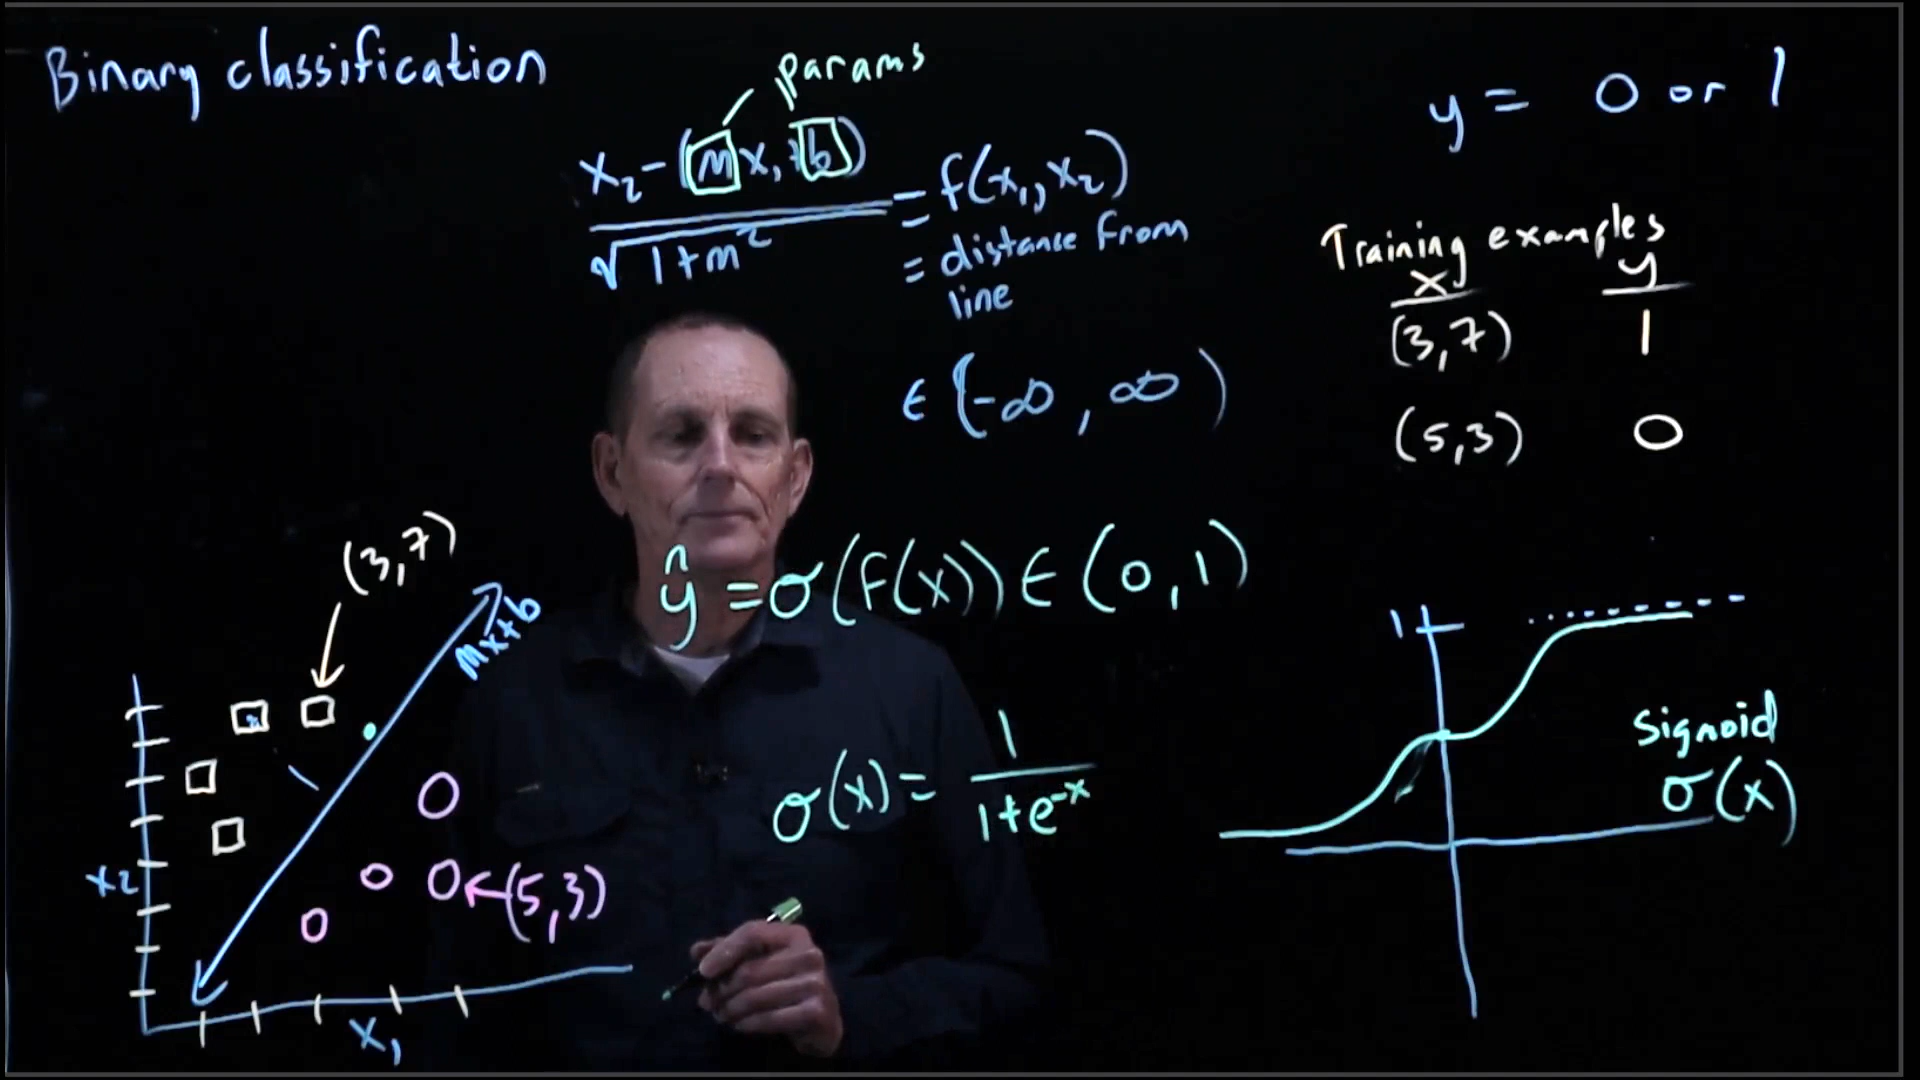 Binary classification
params
x₂ - (mx₁ + b)
√1+m²
= f(x₁, x₂)
= distance from
line
∈ (-∞, ∞)
y = 0 or 1
Training examples
x y
(3,7) 1
(5,3) 0
ŷ = σ(f(x)) ∈ (0, 1)
σ(x) = 1
1+e⁻ˣ
(3,7)
mx+b
x₂
(5,3)
x₁
1
Sigmoid
σ(x)